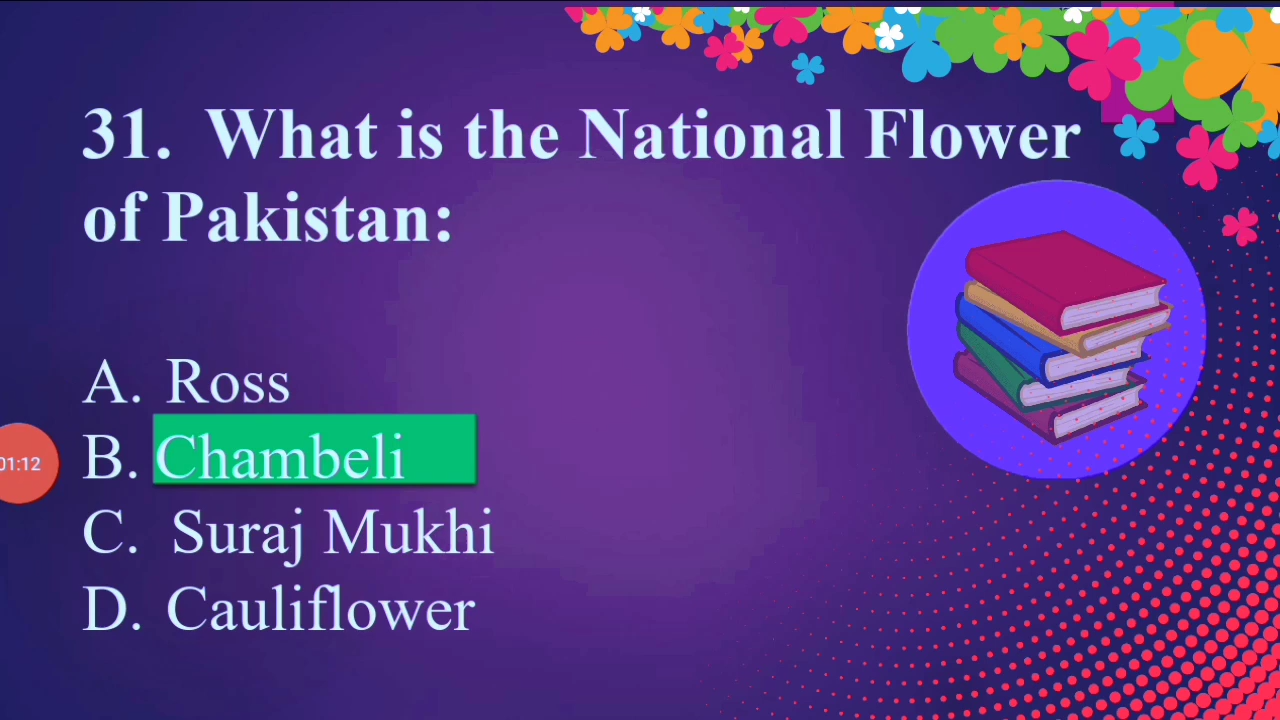 31. What is the National Flower
of Pakistan:
A. Ross
B. Chambeli
C. Suraj Mukhi
D. Cauliflower
01:12